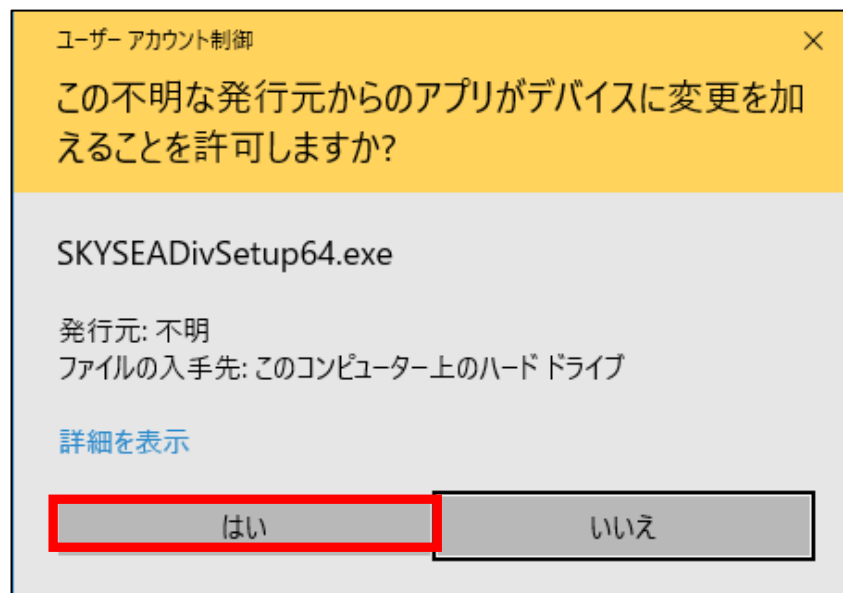 ユーザー アカウント制御
この不明な発行元からのアプリがデバイスに変更を加
えることを許可しますか?
SKYSEADivSetup64.exe
発行元: 不明
ファイルの入手先: このコンピューター上のハード ドライブ
詳細を表示
はい
いいえ